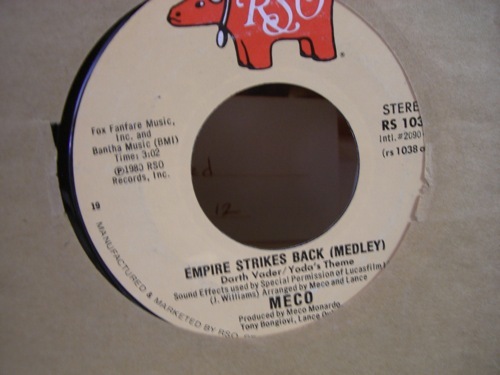 RSO
Fox Fanfare Music,
Inc. and
Bantha Music (BMI)
Time: 3:02
℗1980 RSO
Records, Inc.
19
RS 103
Intl.#2090
(rs 1038
12
EMPIRE STRIKES BACK (MEDLEY)
Darth Vader/Yoda's Theme
Sound Effects used by Special Permission of Lucasfilm
(J. Williams) Arranged by Meco and Lance
MECO
Produced by Meco Monardo,
Tony Bongiovi, Lance
MANUFACTURED & MARKETED BY RSO